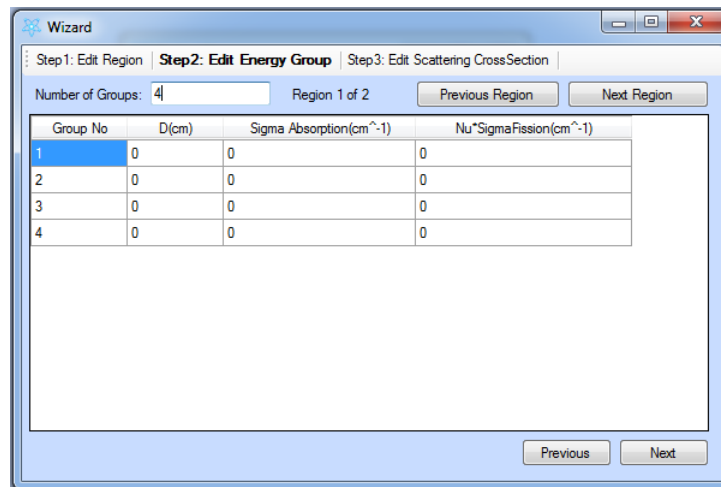 Wizard
Step1: Edit Region Step2: Edit Energy Group Step3: Edit Scattering CrossSection
Number of Groups: 4 Region 1 of 2 Previous Region Next Region
Group No D(cm) Sigma Absorption(cm^-1) Nu*SigmaFission(cm^-1)
1 0 0 0
2 0 0 0
3 0 0 0
4 0 0 0
Previous Next